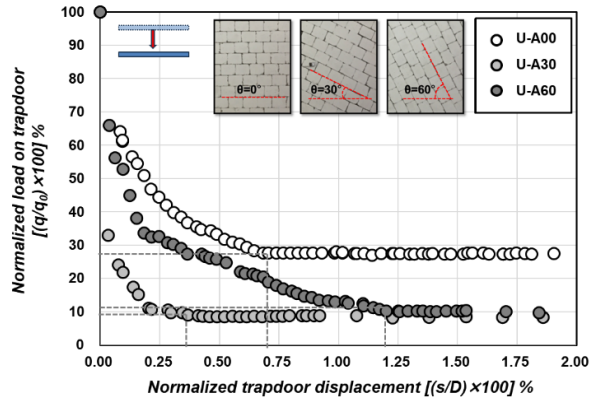 100
90
80
70
60
50
40
30
20
10
0
Normalized load on trapdoor
[(q/q₀)×100] %
θ=0°
θ=30°
θ=60°
U-A00
U-A30
U-A60
0.00
0.25
0.50
0.75
1.00
1.25
1.50
1.75
2.00
Normalized trapdoor displacement [(s/D)×100] %